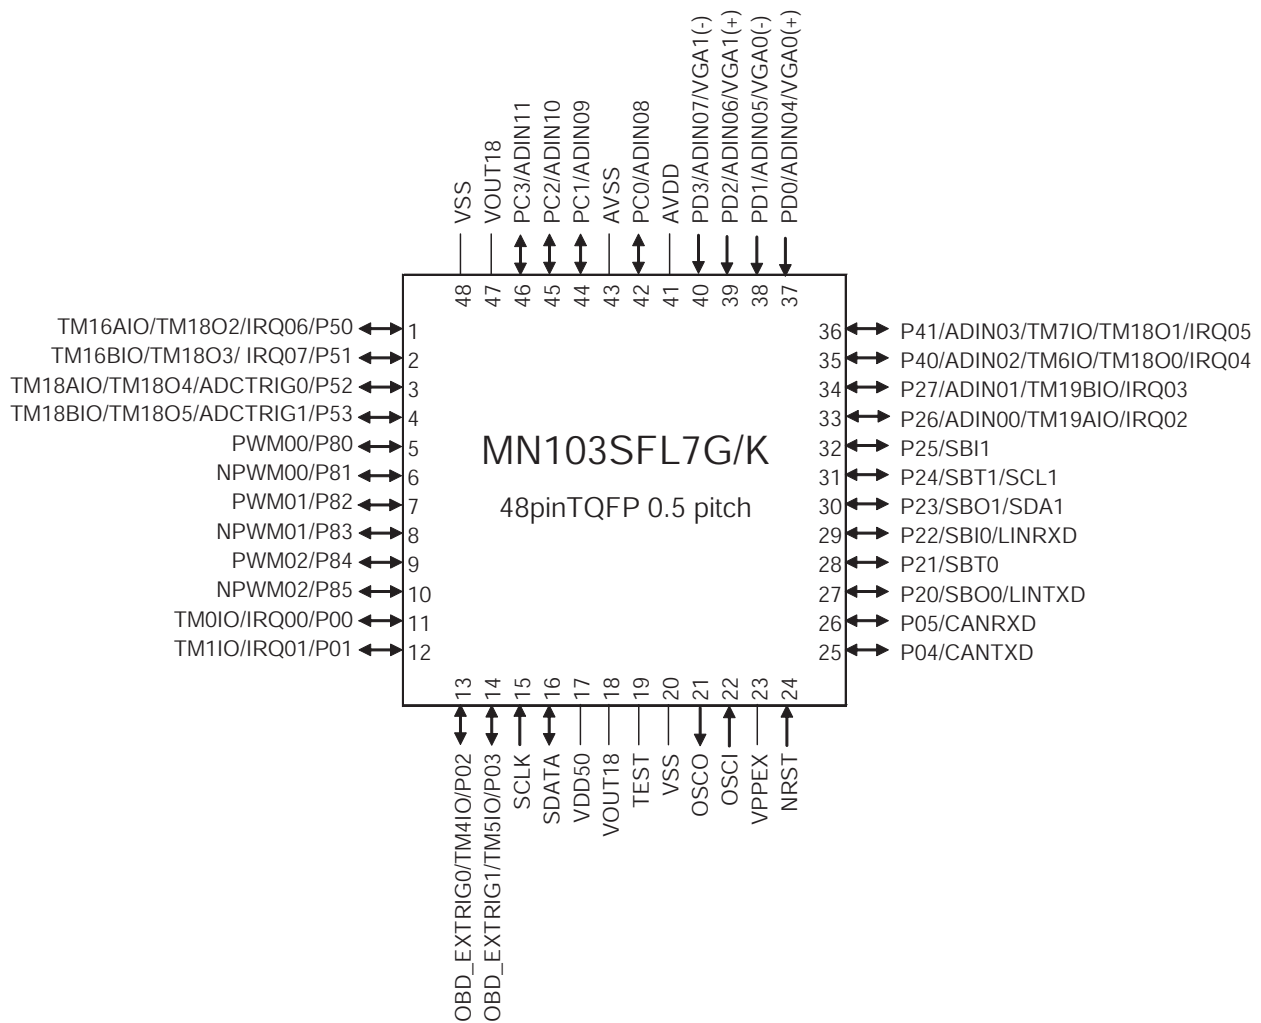 VSS
VOUT18
PC3/ADIN11
PC2/ADIN10
PC1/ADIN09
AVSS
PC0/ADIN08
AVDD
PD3/ADIN07/VGA1(-)
PD2/ADIN06/VGA1(+)
PD1/ADIN05/VGA0(-)
PD0/ADIN04/VGA0(+)
48
47
46
45
44
43
42
41
40
39
38
37
TM16AIO/TM18O2/IRQ06/P50
1
TM16BIO/TM18O3/ IRQ07/P51
2
TM18AIO/TM18O4/ADCTRIG0/P52
3
TM18BIO/TM18O5/ADCTRIG1/P53
4
PWM00/P80
5
NPWM00/P81
6
PWM01/P82
7
NPWM01/P83
8
PWM02/P84
9
NPWM02/P85
10
TM0IO/IRQ00/P00
11
TM1IO/IRQ01/P01
12
MN103SFL7G/K
48pinTQFP 0.5 pitch
36
P41/ADIN03/TM7IO/TM18O1/IRQ05
35
P40/ADIN02/TM6IO/TM18O0/IRQ04
34
P27/ADIN01/TM19BIO/IRQ03
33
P26/ADIN00/TM19AIO/IRQ02
32
P25/SBI1
31
P24/SBT1/SCL1
30
P23/SBO1/SDA1
29
P22/SBI0/LINRXD
28
P21/SBT0
27
P20/SBO0/LINTXD
26
P05/CANRXD
25
P04/CANTXD
13
14
15
16
17
18
19
20
21
22
23
24
OBD_EXTRIG0/TM4IO/P02
OBD_EXTRIG1/TM5IO/P03
SCLK
SDATA
VDD50
VOUT18
TEST
VSS
OSCO
OSCI
VPPEX
NRST